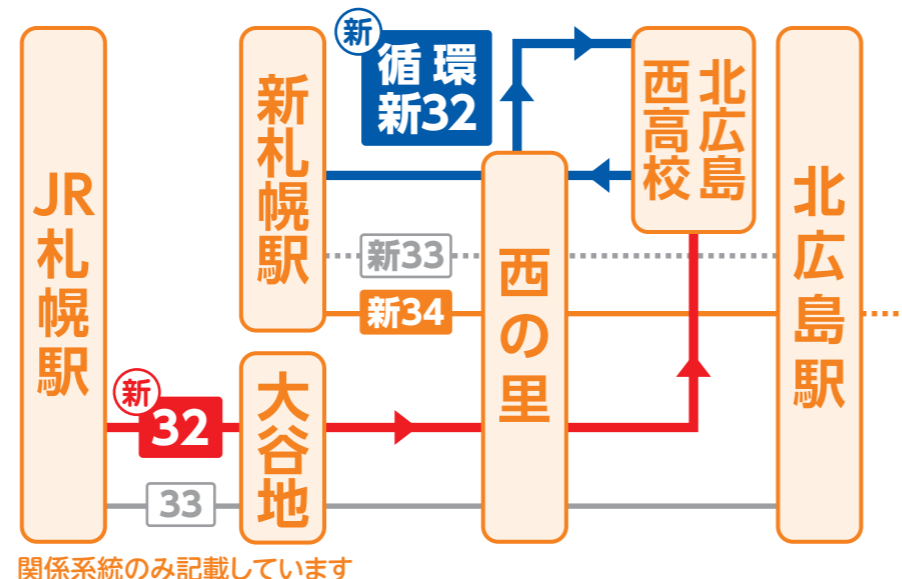 JR札幌駅
新札幌駅
新
循環
新32
北広島
西高校
西の里
北広島駅
新33
新34
大谷地
新
32
33
関係系統のみ記載しています